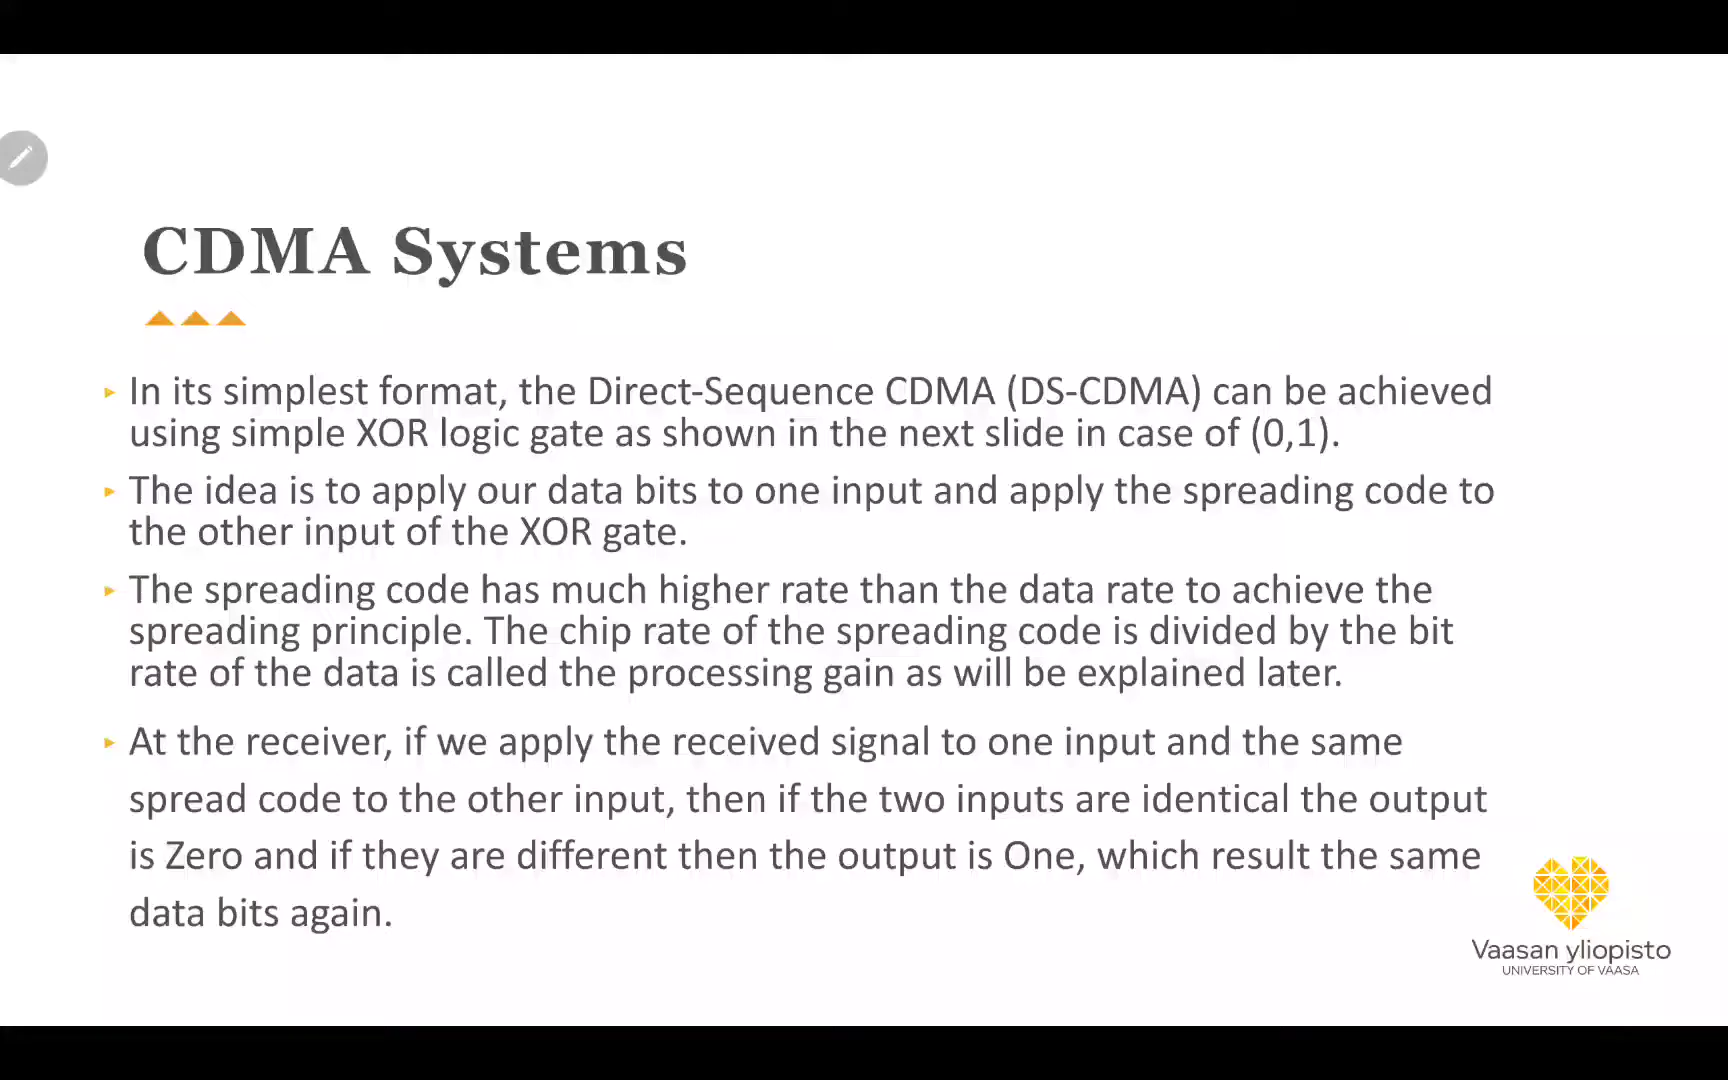 CDMA Systems
In its simplest format, the Direct-Sequence CDMA (DS-CDMA) can be achieved
using simple XOR logic gate as shown in the next slide in case of (0,1).
The idea is to apply our data bits to one input and apply the spreading code to
the other input of the XOR gate.
The spreading code has much higher rate than the data rate to achieve the
spreading principle. The chip rate of the spreading code is divided by the bit
rate of the data is called the processing gain as will be explained later.
At the receiver, if we apply the received signal to one input and the same
spread code to the other input, then if the two inputs are identical the output
is Zero and if they are different then the output is One, which result the same
data bits again.
Vaasan yliopisto
UNIVERSITY OF VAASA